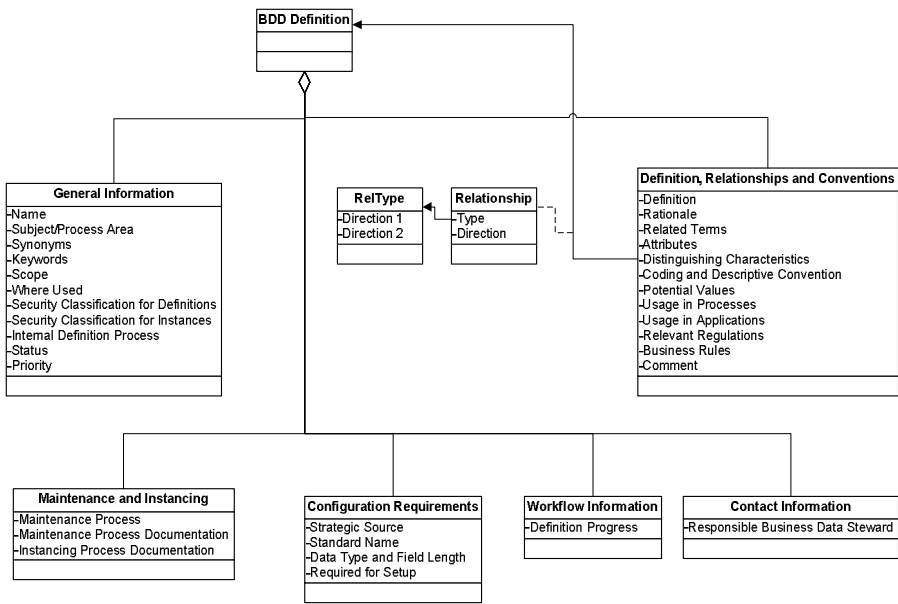 BDD Definition
General Information
-Name
-Subject/Process Area
-Synonyms
-Keywords
-Scope
-Where Used
-Security Classification for Definitions
-Security Classification for Instances
-Internal Definition Process
-Status
-Priority
RelType
-Direction 1
-Direction 2
Relationship
-Type
-Direction
Definition, Relationships and Conventions
-Definition
-Rationale
-Related Terms
-Attributes
-Distinguishing Characteristics
-Coding and Descriptive Convention
-Potential Values
-Usage in Processes
-Usage in Applications
-Relevant Regulations
-Business Rules
-Comment
Maintenance and Instancing
-Maintenance Process
-Maintenance Process Documentation
-Instancing Process Documentation
Configuration Requirements
-Strategic Source
-Standard Name
-Data Type and Field Length
-Required for Setup
Workflow Information
-Definition Progress
Contact Information
-Responsible Business Data Steward